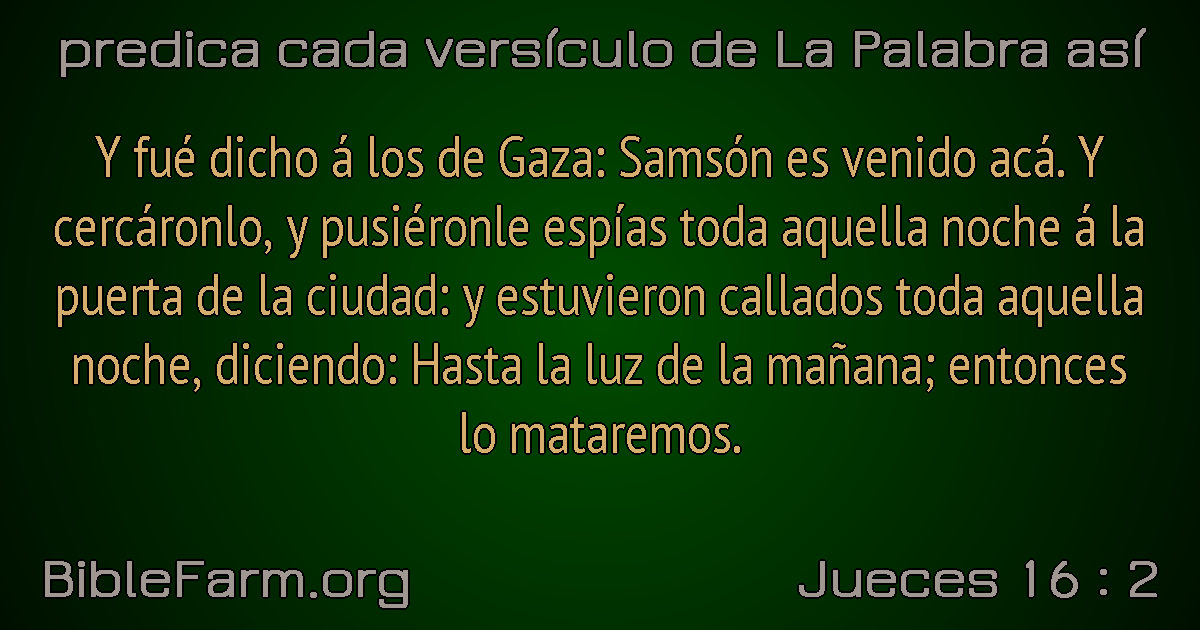 predica cada versículo de La Palabra así
Y fué dicho á los de Gaza: Samsón es venido acá. Y
cercáronlo, y pusiéronle espías toda aquella noche á la
puerta de la ciudad: y estuvieron callados toda aquella
noche, diciendo: Hasta la luz de la mañana; entonces
lo mataremos.
BibleFarm.org
Jueces 16 : 2